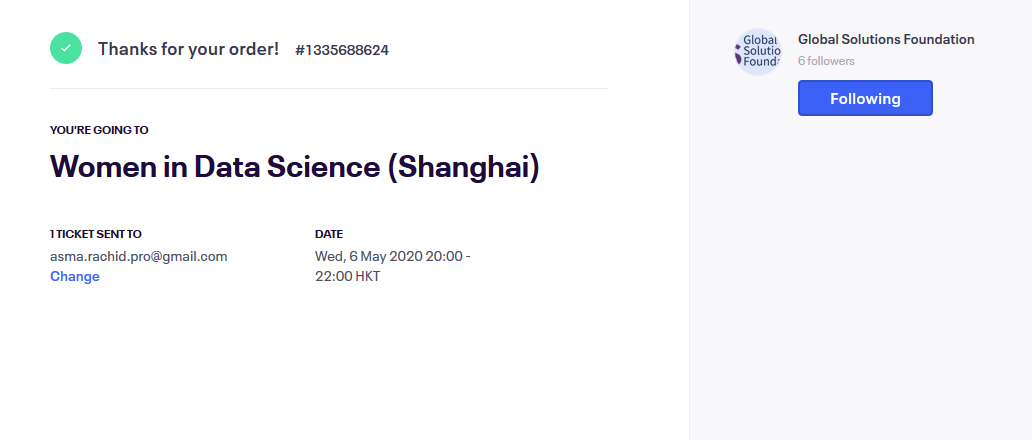 Thanks for your order! #1335688624
YOU'RE GOING TO
Women in Data Science (Shanghai)
1 TICKET SENT TO
asma.rachid.pro@gmail.com
Change
DATE
Wed, 6 May 2020 20:00 -
22:00 HKT
Global
Solutio
Founda
Global Solutions Foundation
6 followers
Following